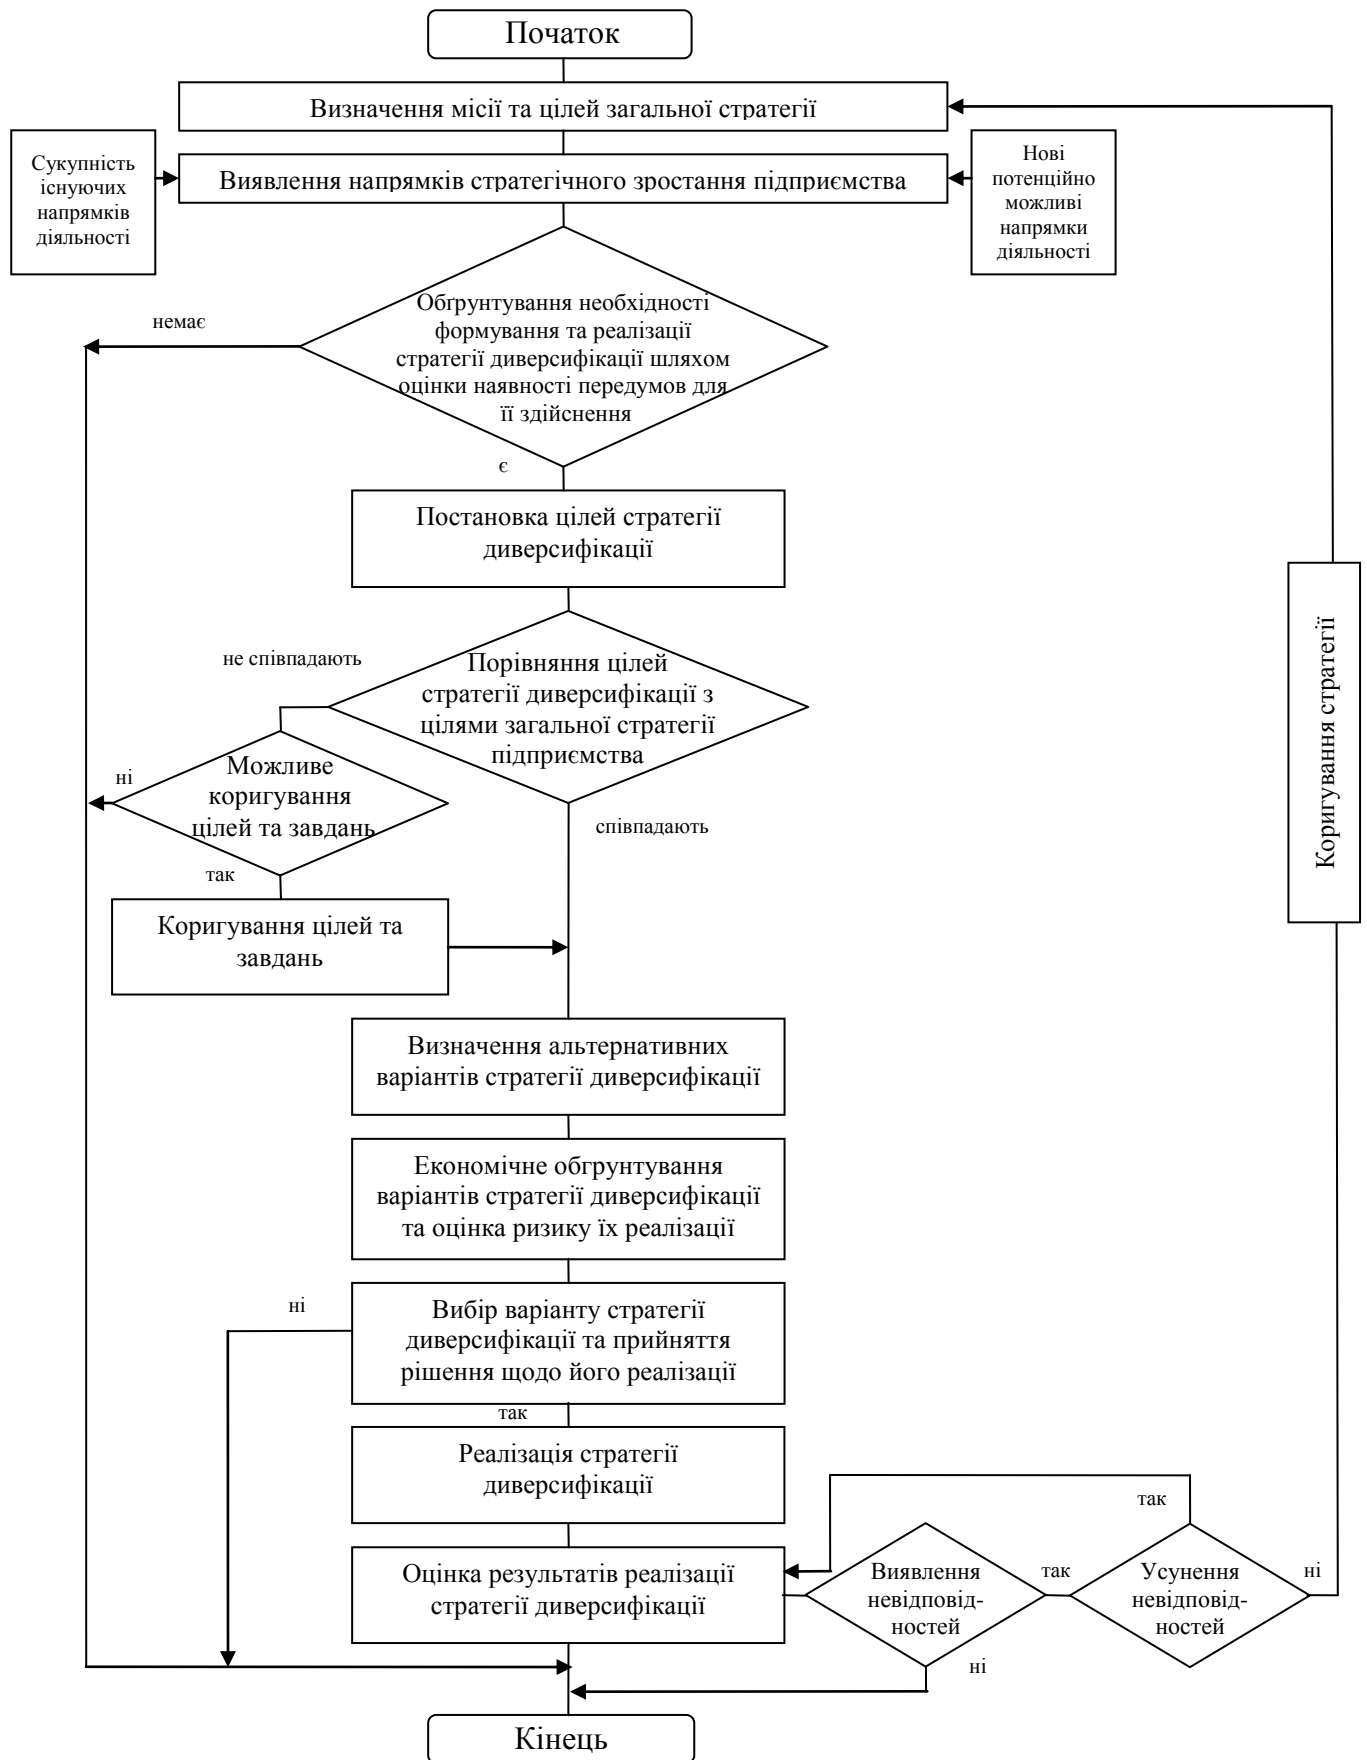 Початок
Визначення місії та цілей загальної стратегії
Сукупність
існуючих
напрямків
діяльності
Виявлення напрямків стратегічного зростання підприємства
Нові
потенційно
можливі
напрямки
діяльності
немає
Обґрунтування необхідності
формування та реалізації
стратегії диверсифікації шляхом
оцінки наявності передумов для
її здійснення
є
Постановка цілей стратегії
диверсифікації
не співпадають
Порівняння цілей
стратегії диверсифікації з
цілями загальної стратегії
підприємства
ні
Можливе
коригування
цілей та завдань
співпадають
так
Коригування цілей та
завдань
Коригування стратегії
Визначення альтернативних
варіантів стратегії диверсифікації
Економічне обгрунтування
варіантів стратегії диверсифікації
та оцінка ризику їх реалізації
ні
Вибір варіанту стратегії
диверсифікації та прийняття
рішення щодо його реалізації
так
Реалізація стратегії
диверсифікації
так
Оцінка результатів реалізації
стратегії диверсифікації
Виявлення
невідповід-
ностей
так
Усунення
невідповід-
ностей
ні
ні
Кінець